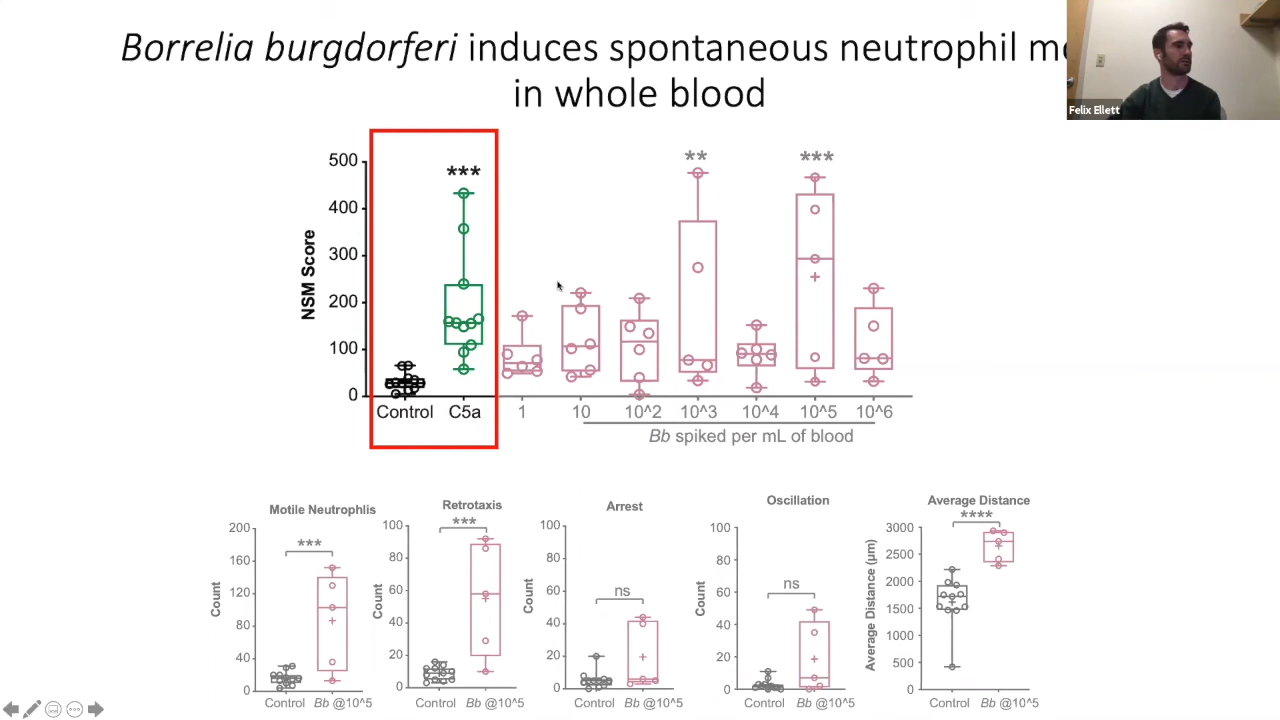 Borrelia burgdorferi induces spontaneous neutrophil
in whole blood
Felix Ellett
NSM Score
500
400
300
200
100
0
***
**
***
Control
C5a
1
10
10^2
10^3
10^4
10^5
10^6
Bb spiked per mL of blood
Motile Neutrophlis
Count
200
160
120
80
40
0
***
Control
Bb @10^5
Retrotaxis
Count
100
80
60
40
20
0
***
Control
Bb @10^5
Arrest
Count
100
80
60
40
20
0
ns
Control
Bb @10^5
Oscillation
Count
100
80
60
40
20
0
ns
Control
Bb @10^5
Average Distance
Average Distance (µm)
3000
2500
2000
1500
1000
500
0
****
Control
Bb @10^5